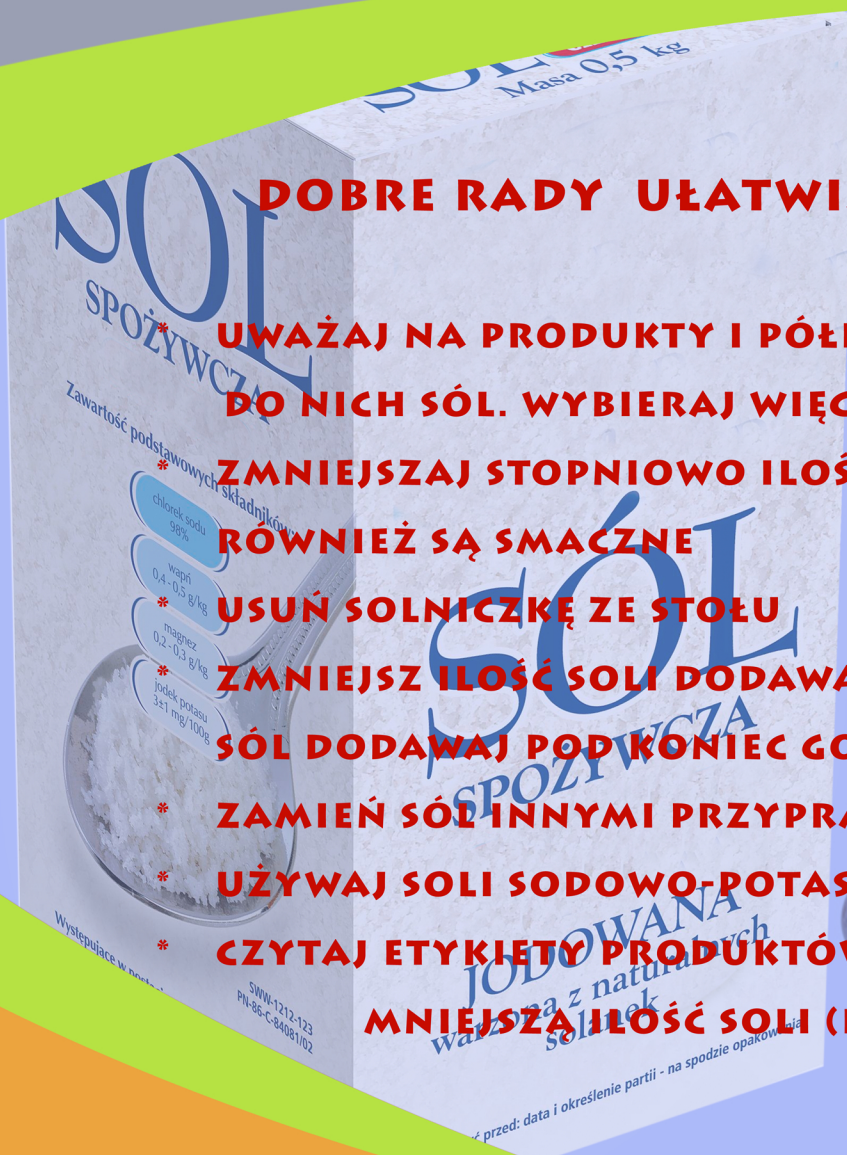 SÓL
Masa 0,5 kg
DOBRE RADY UŁATWI
SÓL
SPOŻYWCZA
* UWAŻAJ NA PRODUKTY I PÓŁ
DO NICH SÓL. WYBIERAJ WIĘC
Zawartość podstawowych składników
* ZMNIEJSZAJ STOPNIOWO ILOŚ
chlorek sodu
98%
RÓWNIEŻ SĄ SMACZNE
wapń
0,4 - 0,5 g/kg
* USUŃ SOLNICZKĘ ZE STOŁU
magnez
0,2 - 0,3 g/kg
SÓL
SPOŻYWCZA
* ZMNIEJSZ ILOŚĆ SOLI DODAWA
jodek potasu
3±1 mg/100g
SÓL DODAWAJ POD KONIEC GO
* ZAMIEŃ SÓL INNYMI PRZYPRA
* UŻYWAJ SOLI SODOWO-POTAS
JODOWANA
warzona z naturalnych
solanek
* CZYTAJ ETYKIETY PRODUKTÓW
Występujące w
SWW-1212-123
PN-86-C-84081/02
MNIEJSZĄ ILOŚĆ SOLI (
przed: data i określenie partii - na spodzie opakowania